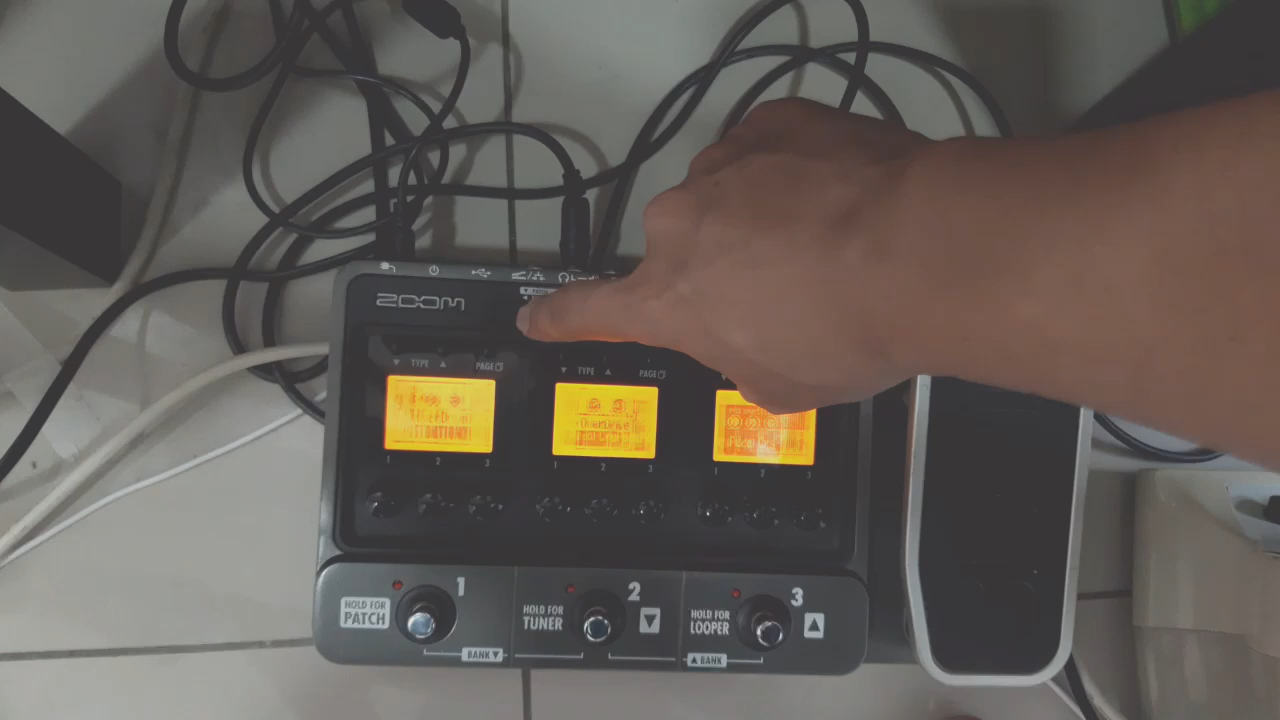 ZOOM
▼ TYPE ▲ PAGE
▼ TYPE ▲ PAGE
OverDrive
1 2 3
1 2 3
1 2 3
1
2
3
HOLD FOR
PATCH
HOLD FOR
TUNER
▼
HOLD FOR
LOOPER
▲
BANK ▼
▲ BANK